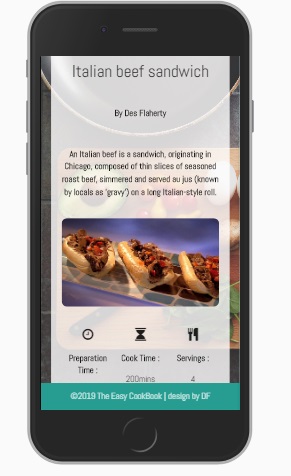 Italian beef sandwich
By Des Flaherty
An Italian beef is a sandwich, originating in
Chicago, composed of thin slices of seasoned
roast beef, simmered and served au jus (known
by locals as 'gravy') on a long Italian-style roll.
Preparation Time :
Cook Time :
Servings :
200mins
4
©2019 The Easy CookBook | design by DF